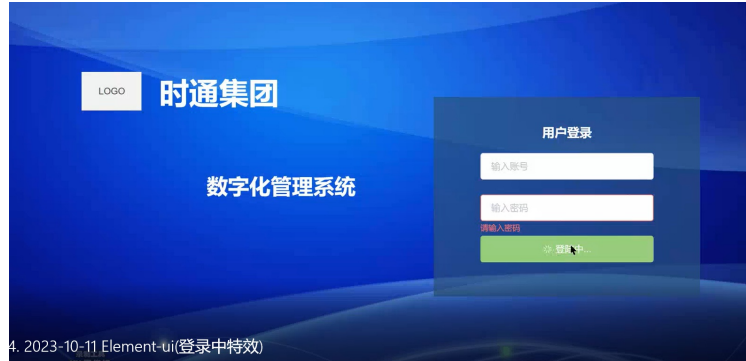 LOGO
时通集团
数字化管理系统
用户登录
输入账号
输入密码
请输入密码
登录中...
4. 2023-10-11 Element-ui(登录中特效)